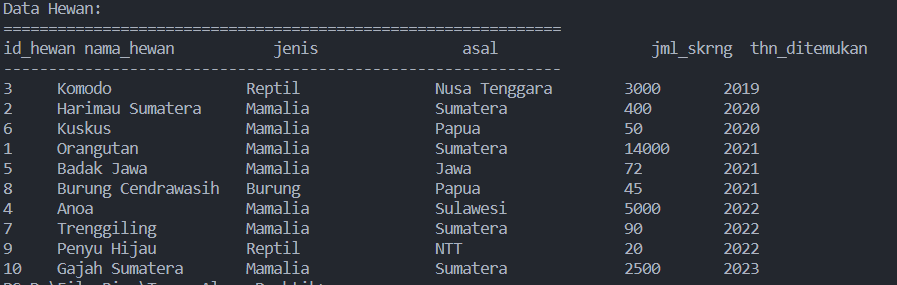 Data Hewan:
==============================================================
id_hewan nama_hewan jenis asal jml_skrng thn_ditemukan
--------------------------------------------------------------
3 Komodo Reptil Nusa Tenggara 3000 2019
2 Harimau Sumatera Mamalia Sumatera 400 2020
6 Kuskus Mamalia Papua 50 2020
1 Orangutan Mamalia Sumatera 14000 2021
5 Badak Jawa Mamalia Jawa 72 2021
8 Burung Cendrawasih Burung Papua 45 2021
4 Anoa Mamalia Sulawesi 5000 2022
7 Trenggiling Mamalia Sumatera 90 2022
9 Penyu Hijau Reptil NTT 20 2022
10 Gajah Sumatera Mamalia Sumatera 2500 2023